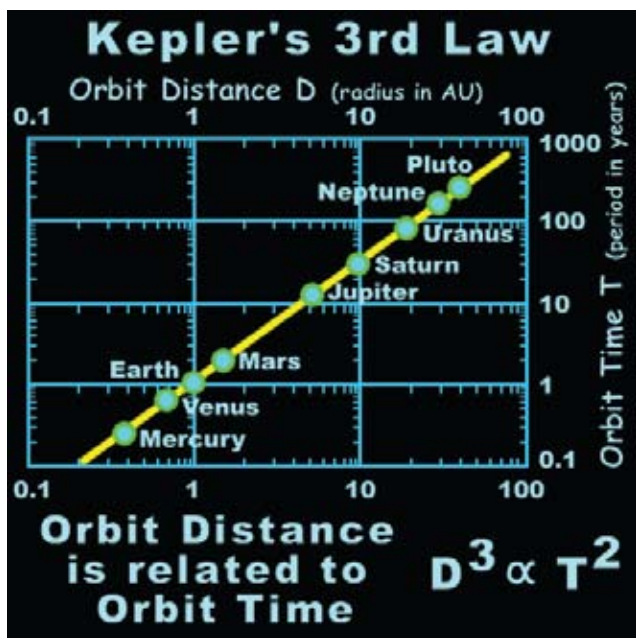 Kepler's 3rd Law
Orbit Distance D (radius in AU)
0.1 1 10 100
1000
Pluto
Neptune
100
Uranus
Saturn
Jupiter
10
Earth
Mars
1
Venus
Mercury
0.1
Orbit Time T (period in years)
0.1 1 10 100
Orbit Distance
is related to
Orbit Time
D³ ∝ T²